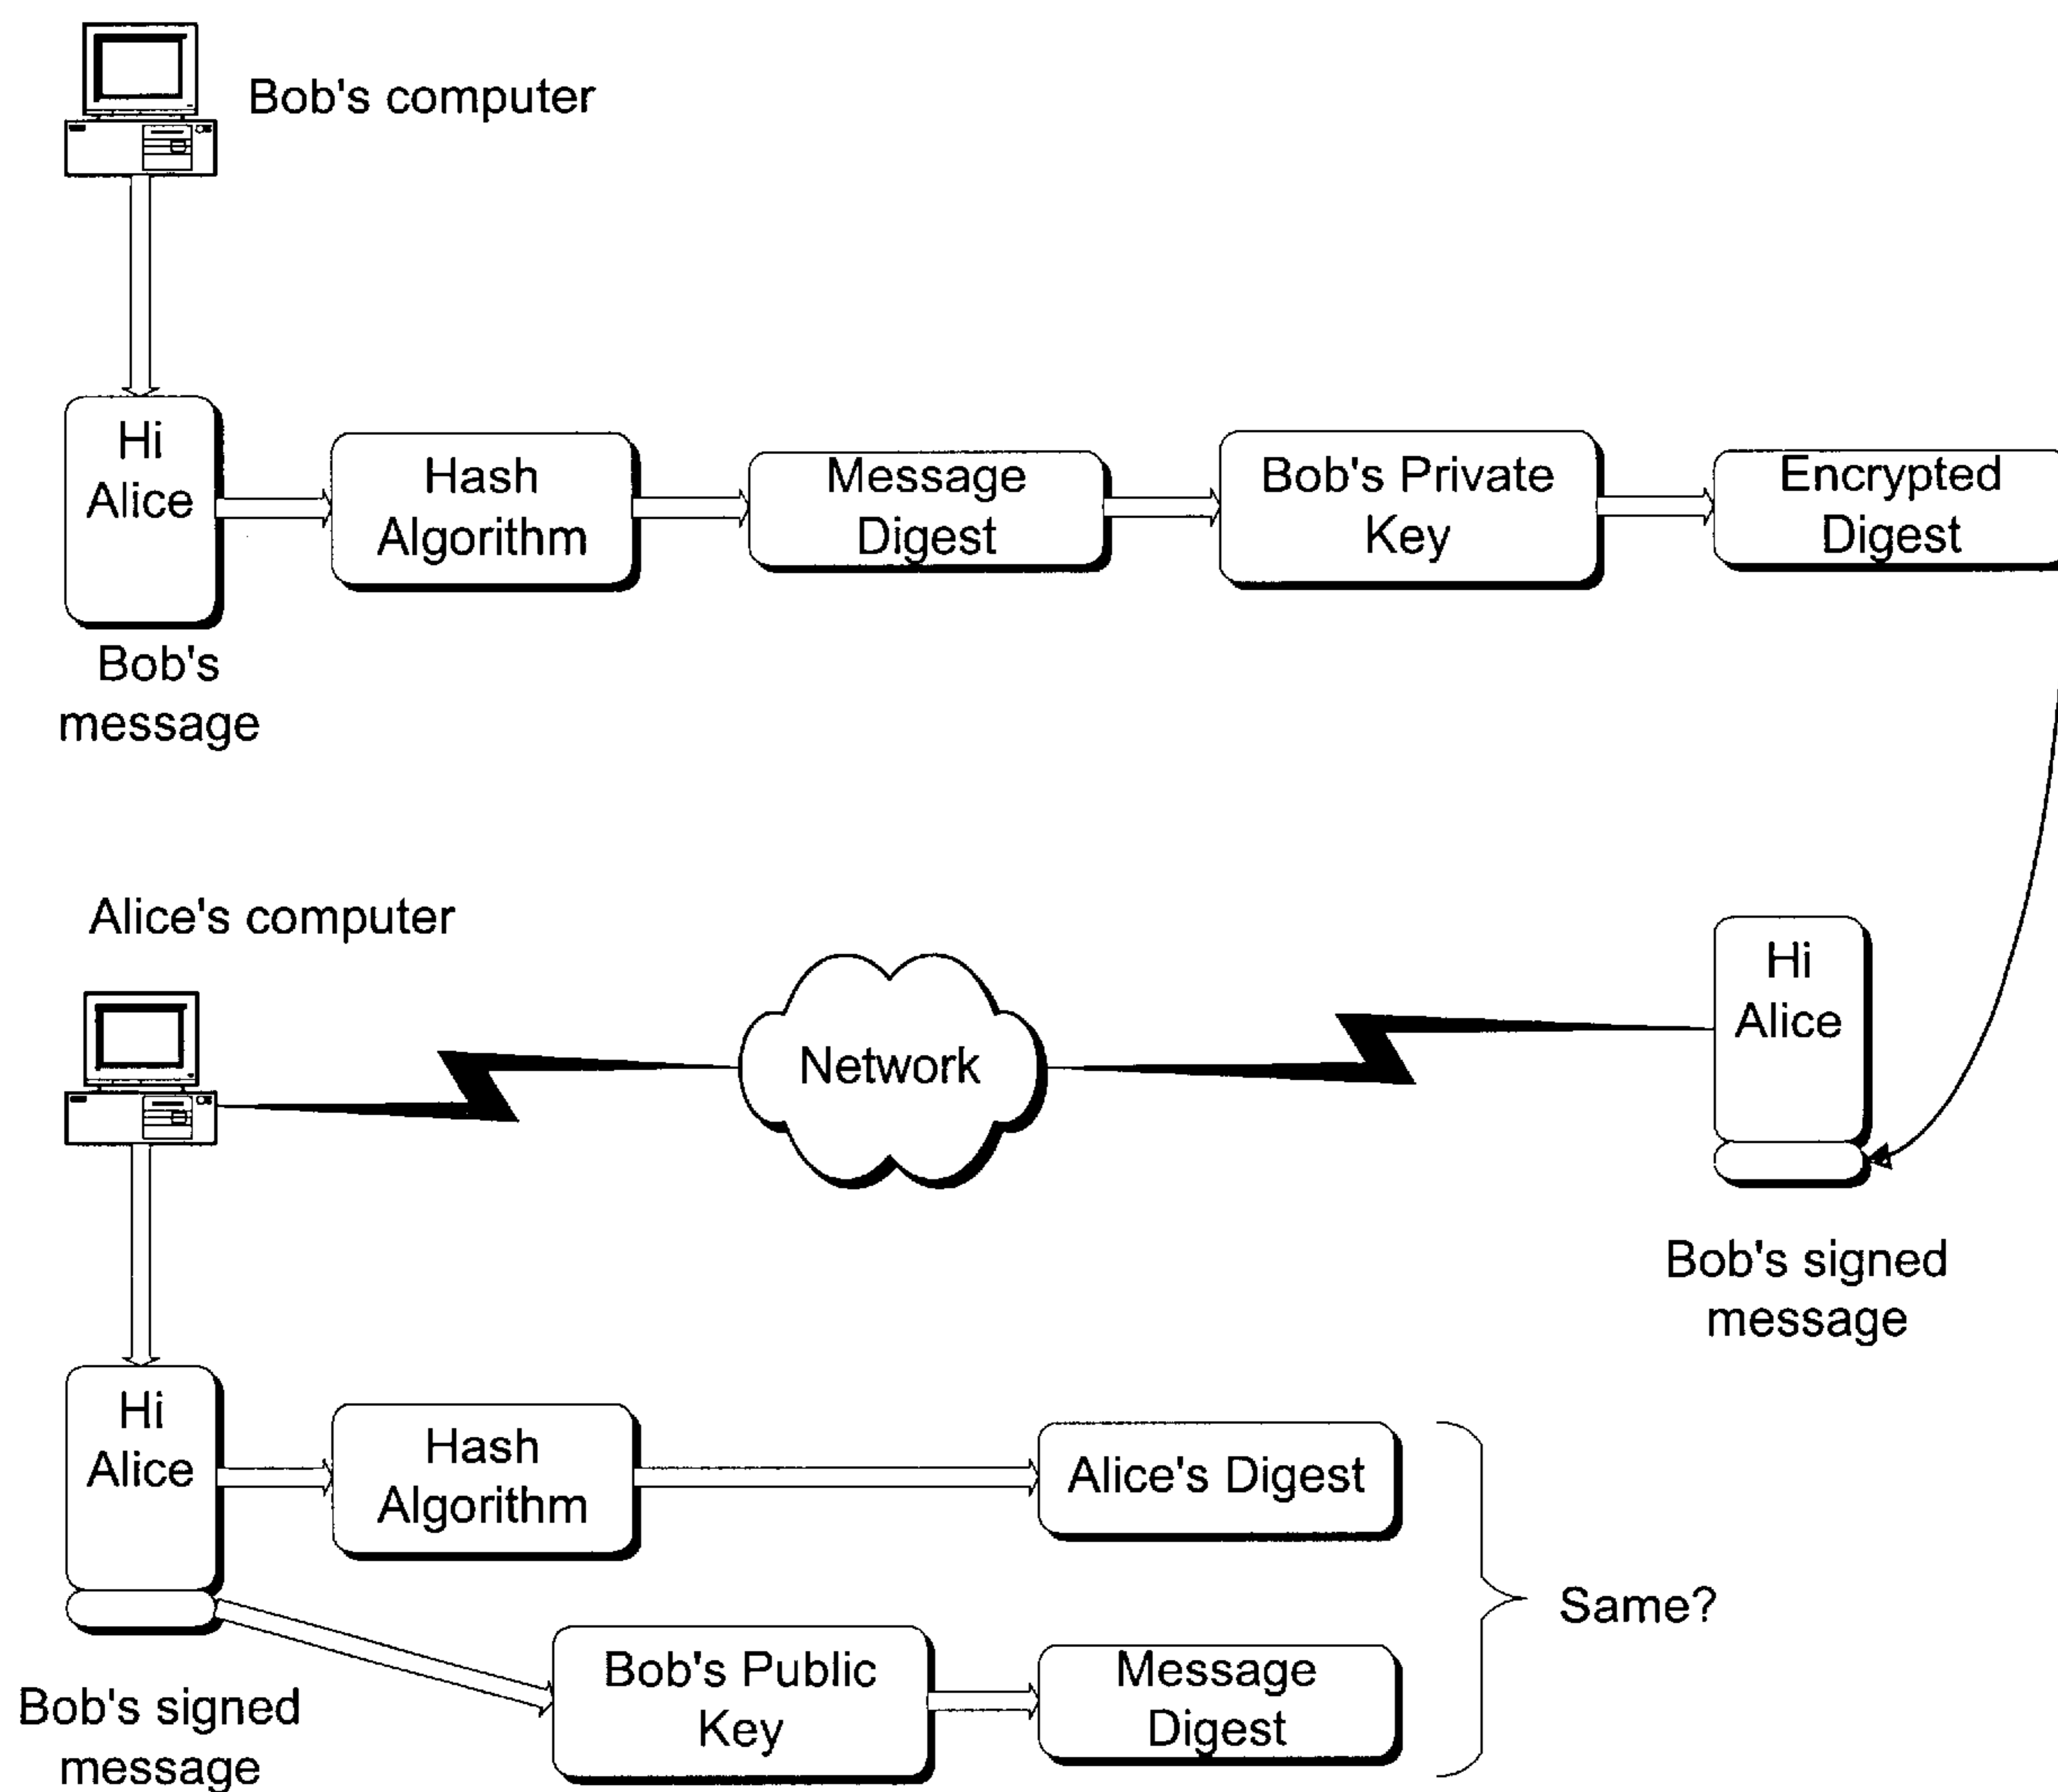 Bob's computer
Hi
Alice
Bob's
message
Hash
Algorithm
Message
Digest
Bob's Private
Key
Encrypted
Digest
Alice's computer
Network
Hi
Alice
Bob's signed
message
Hi
Alice
Bob's signed
message
Hash
Algorithm
Alice's Digest
Bob's Public
Key
Message
Digest
Same?